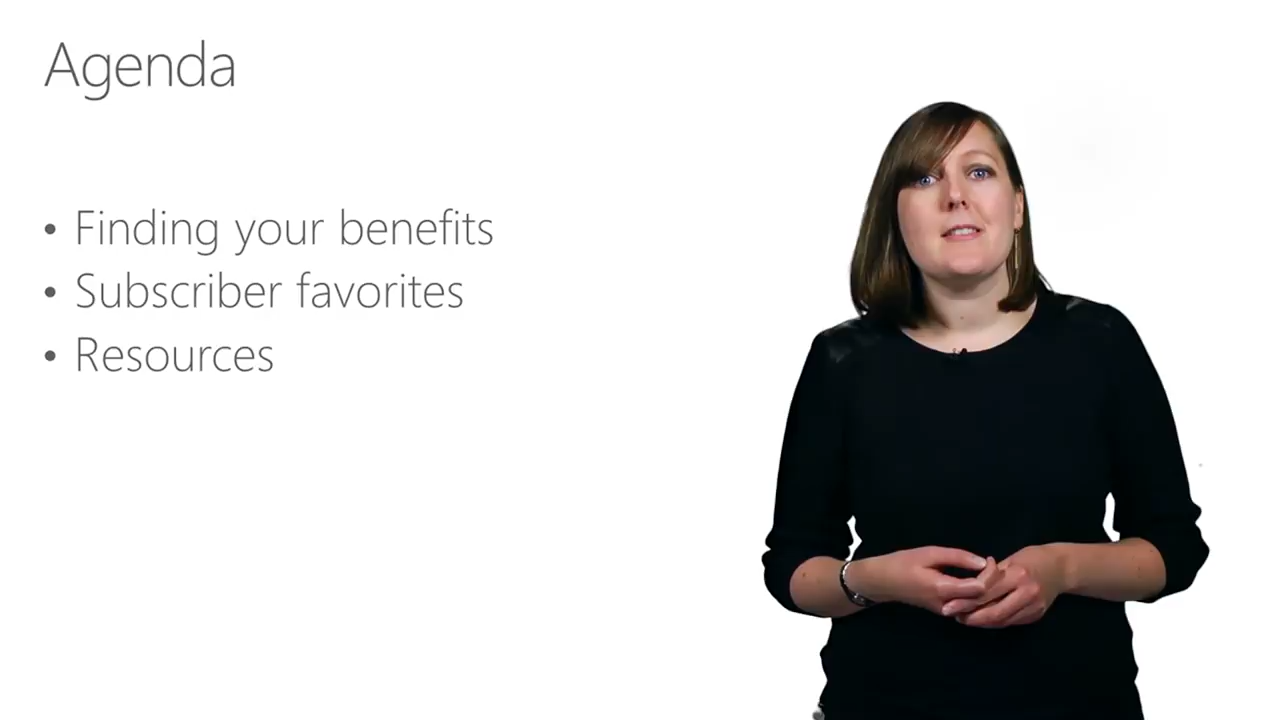 Agenda
• Finding your benefits
• Subscriber favorites
• Resources